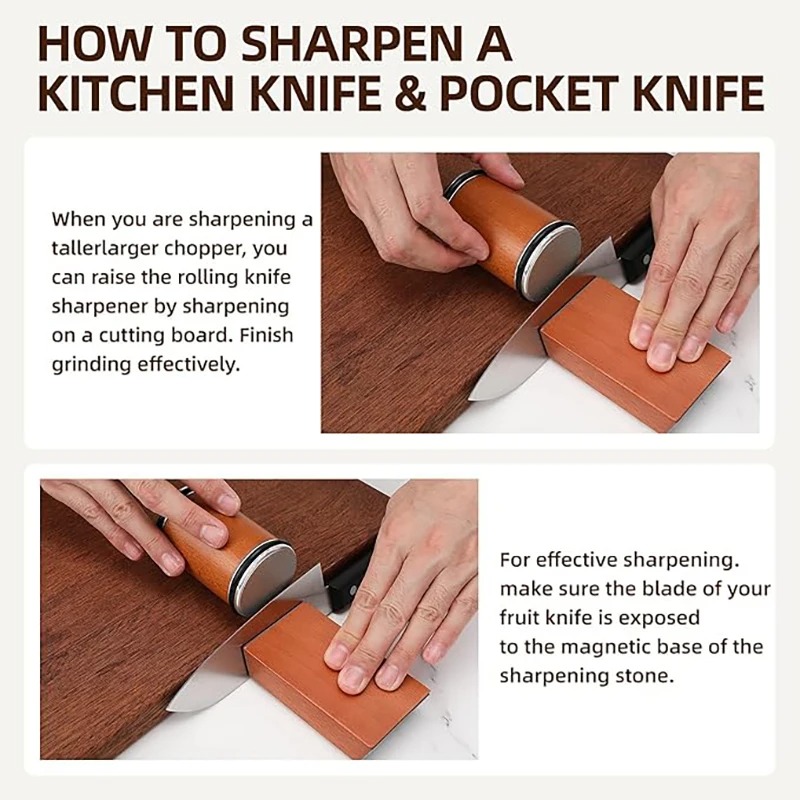 HOW TO SHARPEN A
KITCHEN KNIFE & POCKET KNIFE
When you are sharpening a
tallerlarger chopper, you
can raise the rolling knife
sharpener by sharpening
on a cutting board. Finish
grinding effectively.
For effective sharpening.
make sure the blade of your
fruit knife is exposed
to the magnetic base of the
sharpening stone.